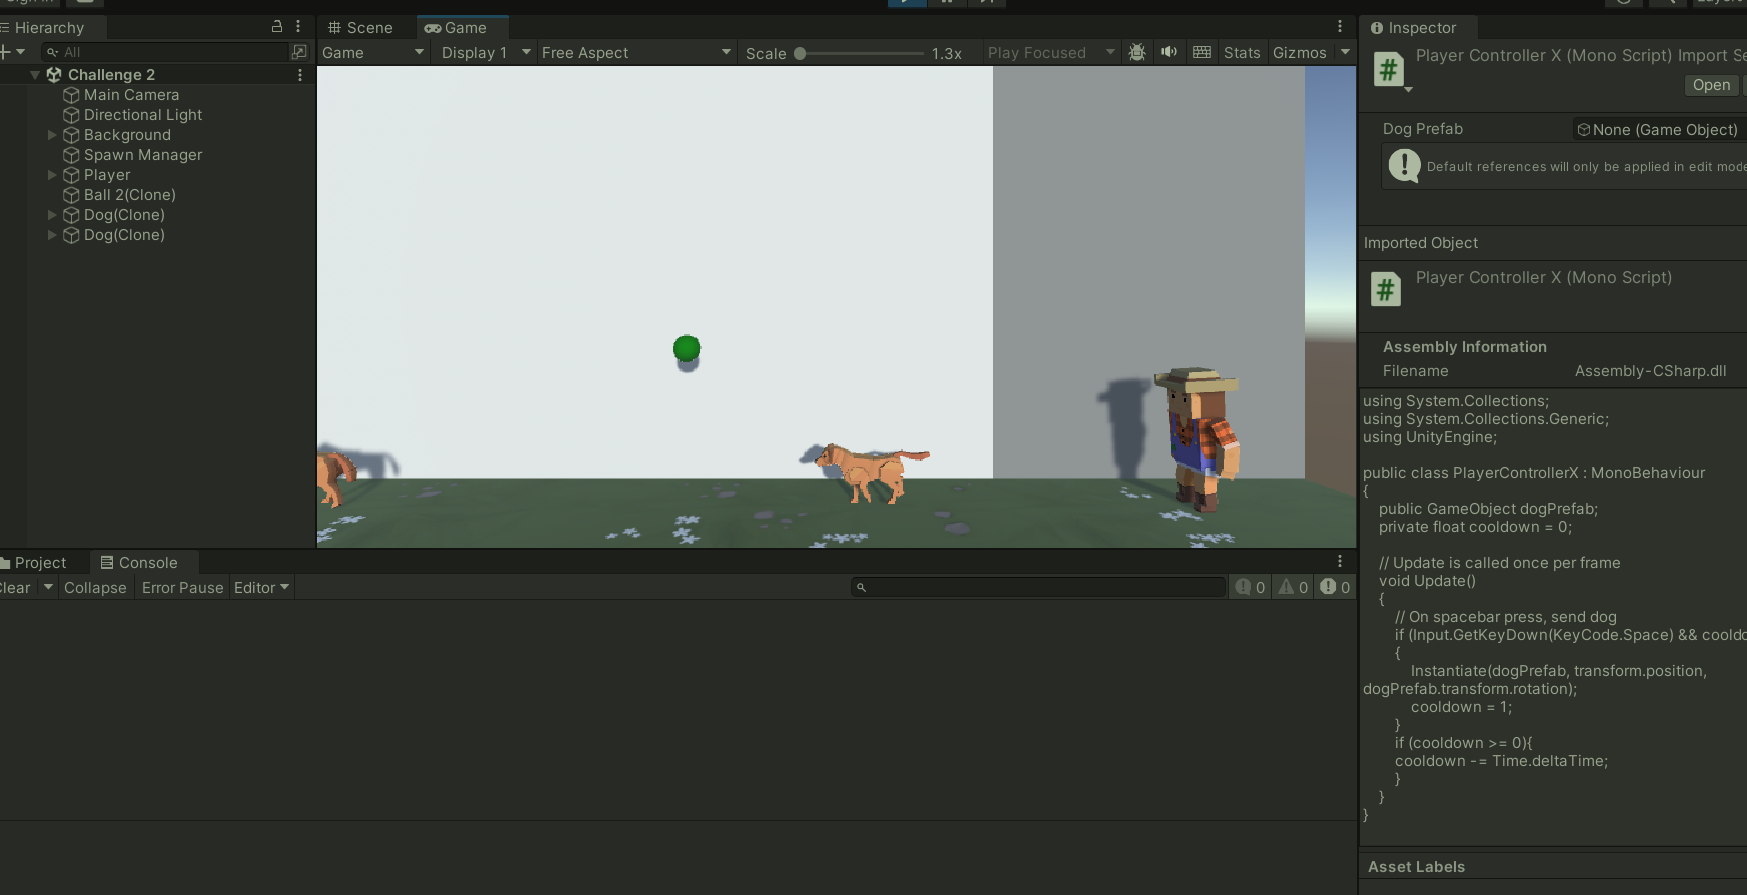 Hierarchy
All
Challenge 2
Main Camera
Directional Light
Background
Spawn Manager
Player
Ball 2(Clone)
Dog(Clone)
Dog(Clone)
Scene
Game
Game
Display 1
Free Aspect
Scale
1.3x
Play Focused
Stats
Gizmos
Project
Console
Collapse
Error Pause
Editor
0
0
0
Inspector
Player Controller X (Mono Script) Import
Open
Dog Prefab
None (Game Object)
Default references will only be applied in edit mode
Imported Object
Player Controller X (Mono Script)
Assembly Information
Filename
Assembly-CSharp.dll
using System.Collections;
using System.Collections.Generic;
using UnityEngine;
public class PlayerControllerX : MonoBehaviour
{
public GameObject dogPrefab;
private float cooldown = 0;
// Update is called once per frame
void Update()
{
// On spacebar press, send dog
if (Input.GetKeyDown(KeyCode.Space) &&
{
Instantiate(dogPrefab, transform.position,
dogPrefab.transform.rotation);
cooldown = 1;
}
if (cooldown >= 0){
cooldown -= Time.deltaTime;
}
}
}
Asset Labels